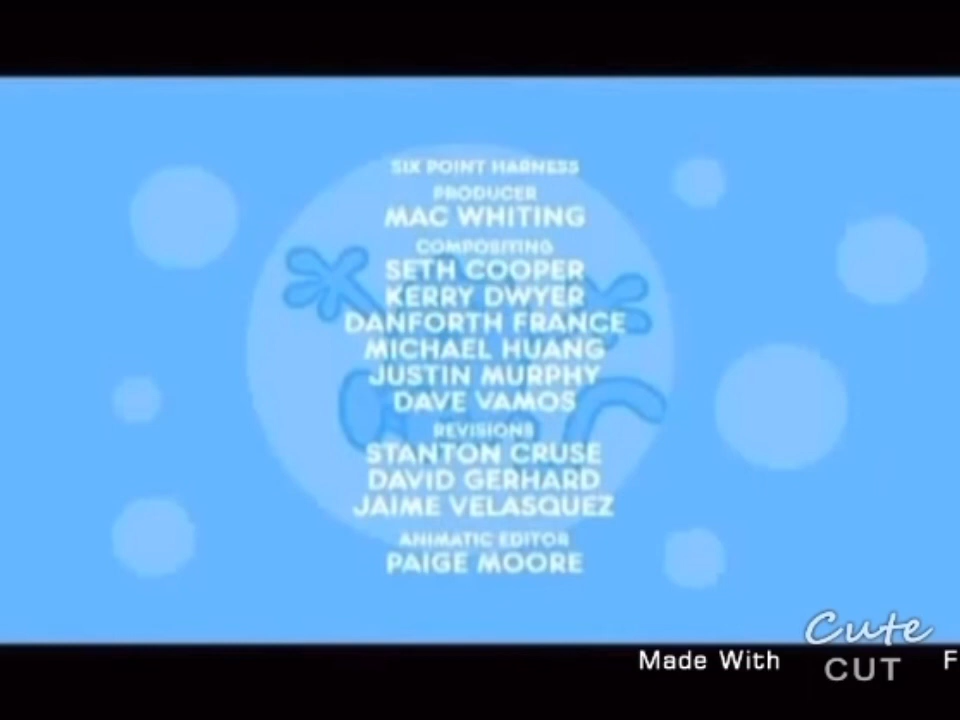 SIX POINT HARNESS
PRODUCER
MAC WHITING
COMPOSITING
SETH COOPER
KERRY DWYER
DANFORTH FRANCE
MICHAEL HUANG
JUSTIN MURPHY
DAVE VAMOS
REVISIONS
STANTON CRUSE
DAVID GERHARD
JAIME VELASQUEZ
ANIMATIC EDITOR
PAIGE MOORE
Cute
Made With CUT F